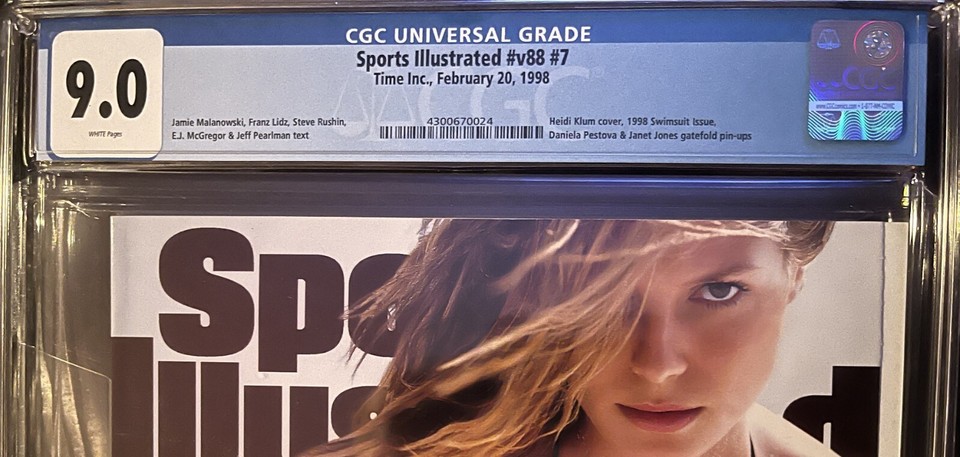 CGC UNIVERSAL GRADE
9.0
WHITE Pages
Sports Illustrated #v88 #7
Time Inc., February 20, 1998
Jamie Malanowski, Franz Lidz, Steve Rushin,
E.J. McGregor & Jeff Pearlman text
4300670024
Heidi Klum cover, 1998 Swimsuit Issue,
Daniela Pestova & Janet Jones gatefold pin-ups
CGC
CGC
Spo
Illus d